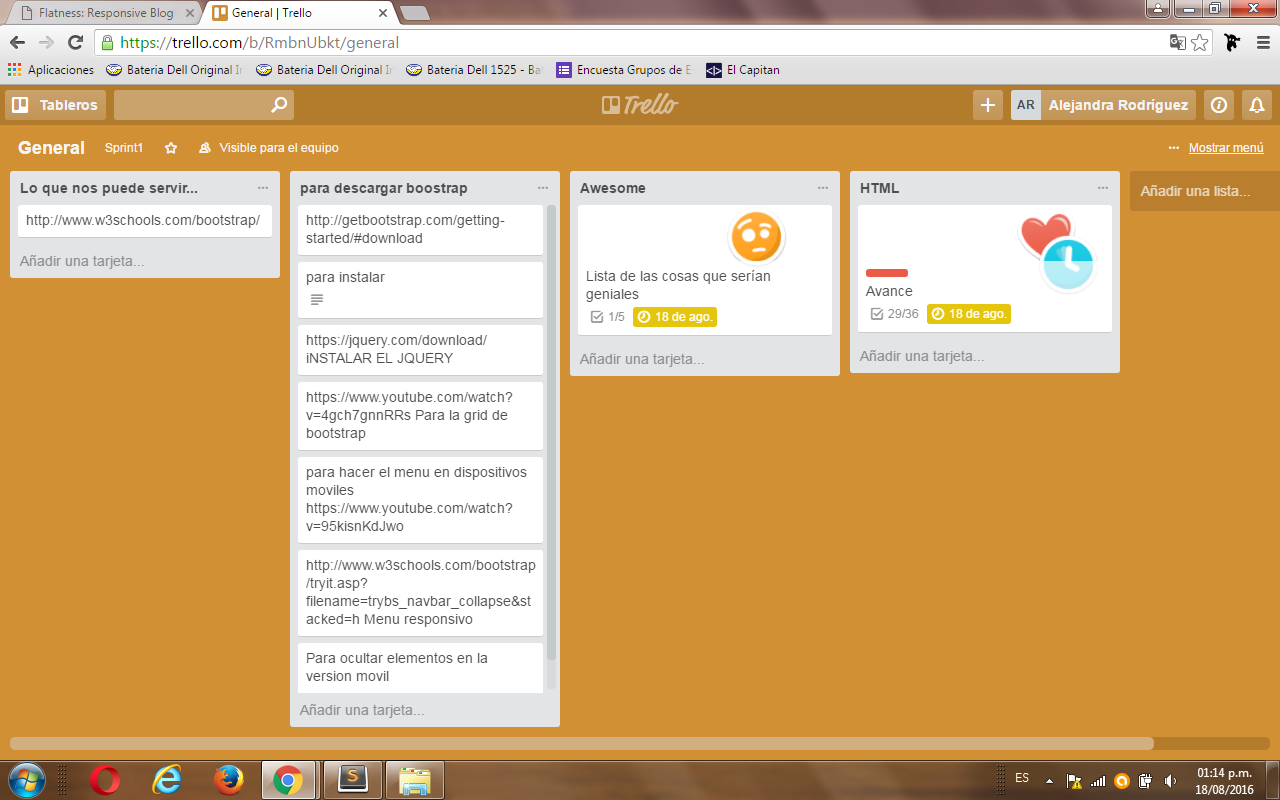 Flatness: Responsive Blog
General | Trello
https://trello.com/b/RmbnUbkt/general
Aplicaciones
Bateria Dell Original In
Bateria Dell Original In
Bateria Dell 1525 - Bat
Encuesta Grupos de E
El Capitan
Tableros
Trello
AR
Alejandra Rodríguez
General
Sprint1
Visible para el equipo
Mostrar menú
Lo que nos puede servir...
http://www.w3schools.com/bootstrap/
Añadir una tarjeta...
para descargar boostrap
http://getbootstrap.com/getting-
started/#download
para instalar
https://jquery.com/download/
iNSTALAR EL JQUERY
https://www.youtube.com/watch?
v=4gch7gnnRRs Para la grid de
bootstrap
para hacer el menu en dispositivos
moviles
https://www.youtube.com/watch?
v=95kisnKdJwo
http://www.w3schools.com/bootstrap
/tryit.asp?
filename=trybs_navbar_collapse&st
acked=h Menu responsivo
Para ocultar elementos en la
version movil
Añadir una tarjeta...
Awesome
Lista de las cosas que serían
geniales
1/5
18 de ago.
Añadir una tarjeta...
HTML
Avance
29/36
18 de ago.
Añadir una tarjeta...
Añadir una lista...
ES
01:14 p.m.
18/08/2016